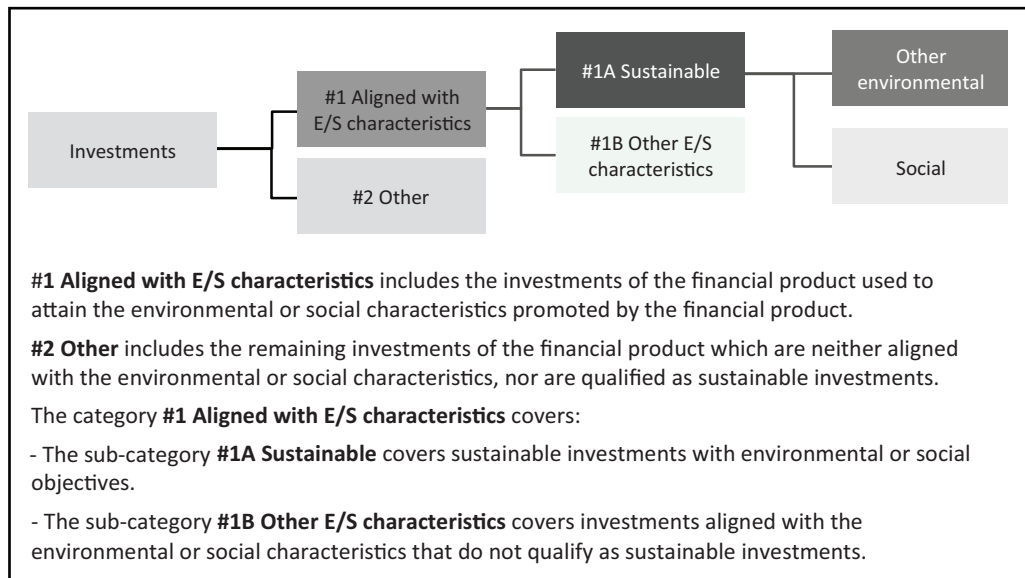 Investments
#1 Aligned with
E/S characteristics
#2 Other
#1A Sustainable
#1B Other E/S
characteristics
Other
environmental
Social
#1 Aligned with E/S characteristics includes the investments of the financial product used to
attain the environmental or social characteristics promoted by the financial product.
#2 Other includes the remaining investments of the financial product which are neither aligned
with the environmental or social characteristics, nor are qualified as sustainable investments.
The category #1 Aligned with E/S characteristics covers:
- The sub-category #1A Sustainable covers sustainable investments with environmental or social
objectives.
- The sub-category #1B Other E/S characteristics covers investments aligned with the
environmental or social characteristics that do not qualify as sustainable investments.